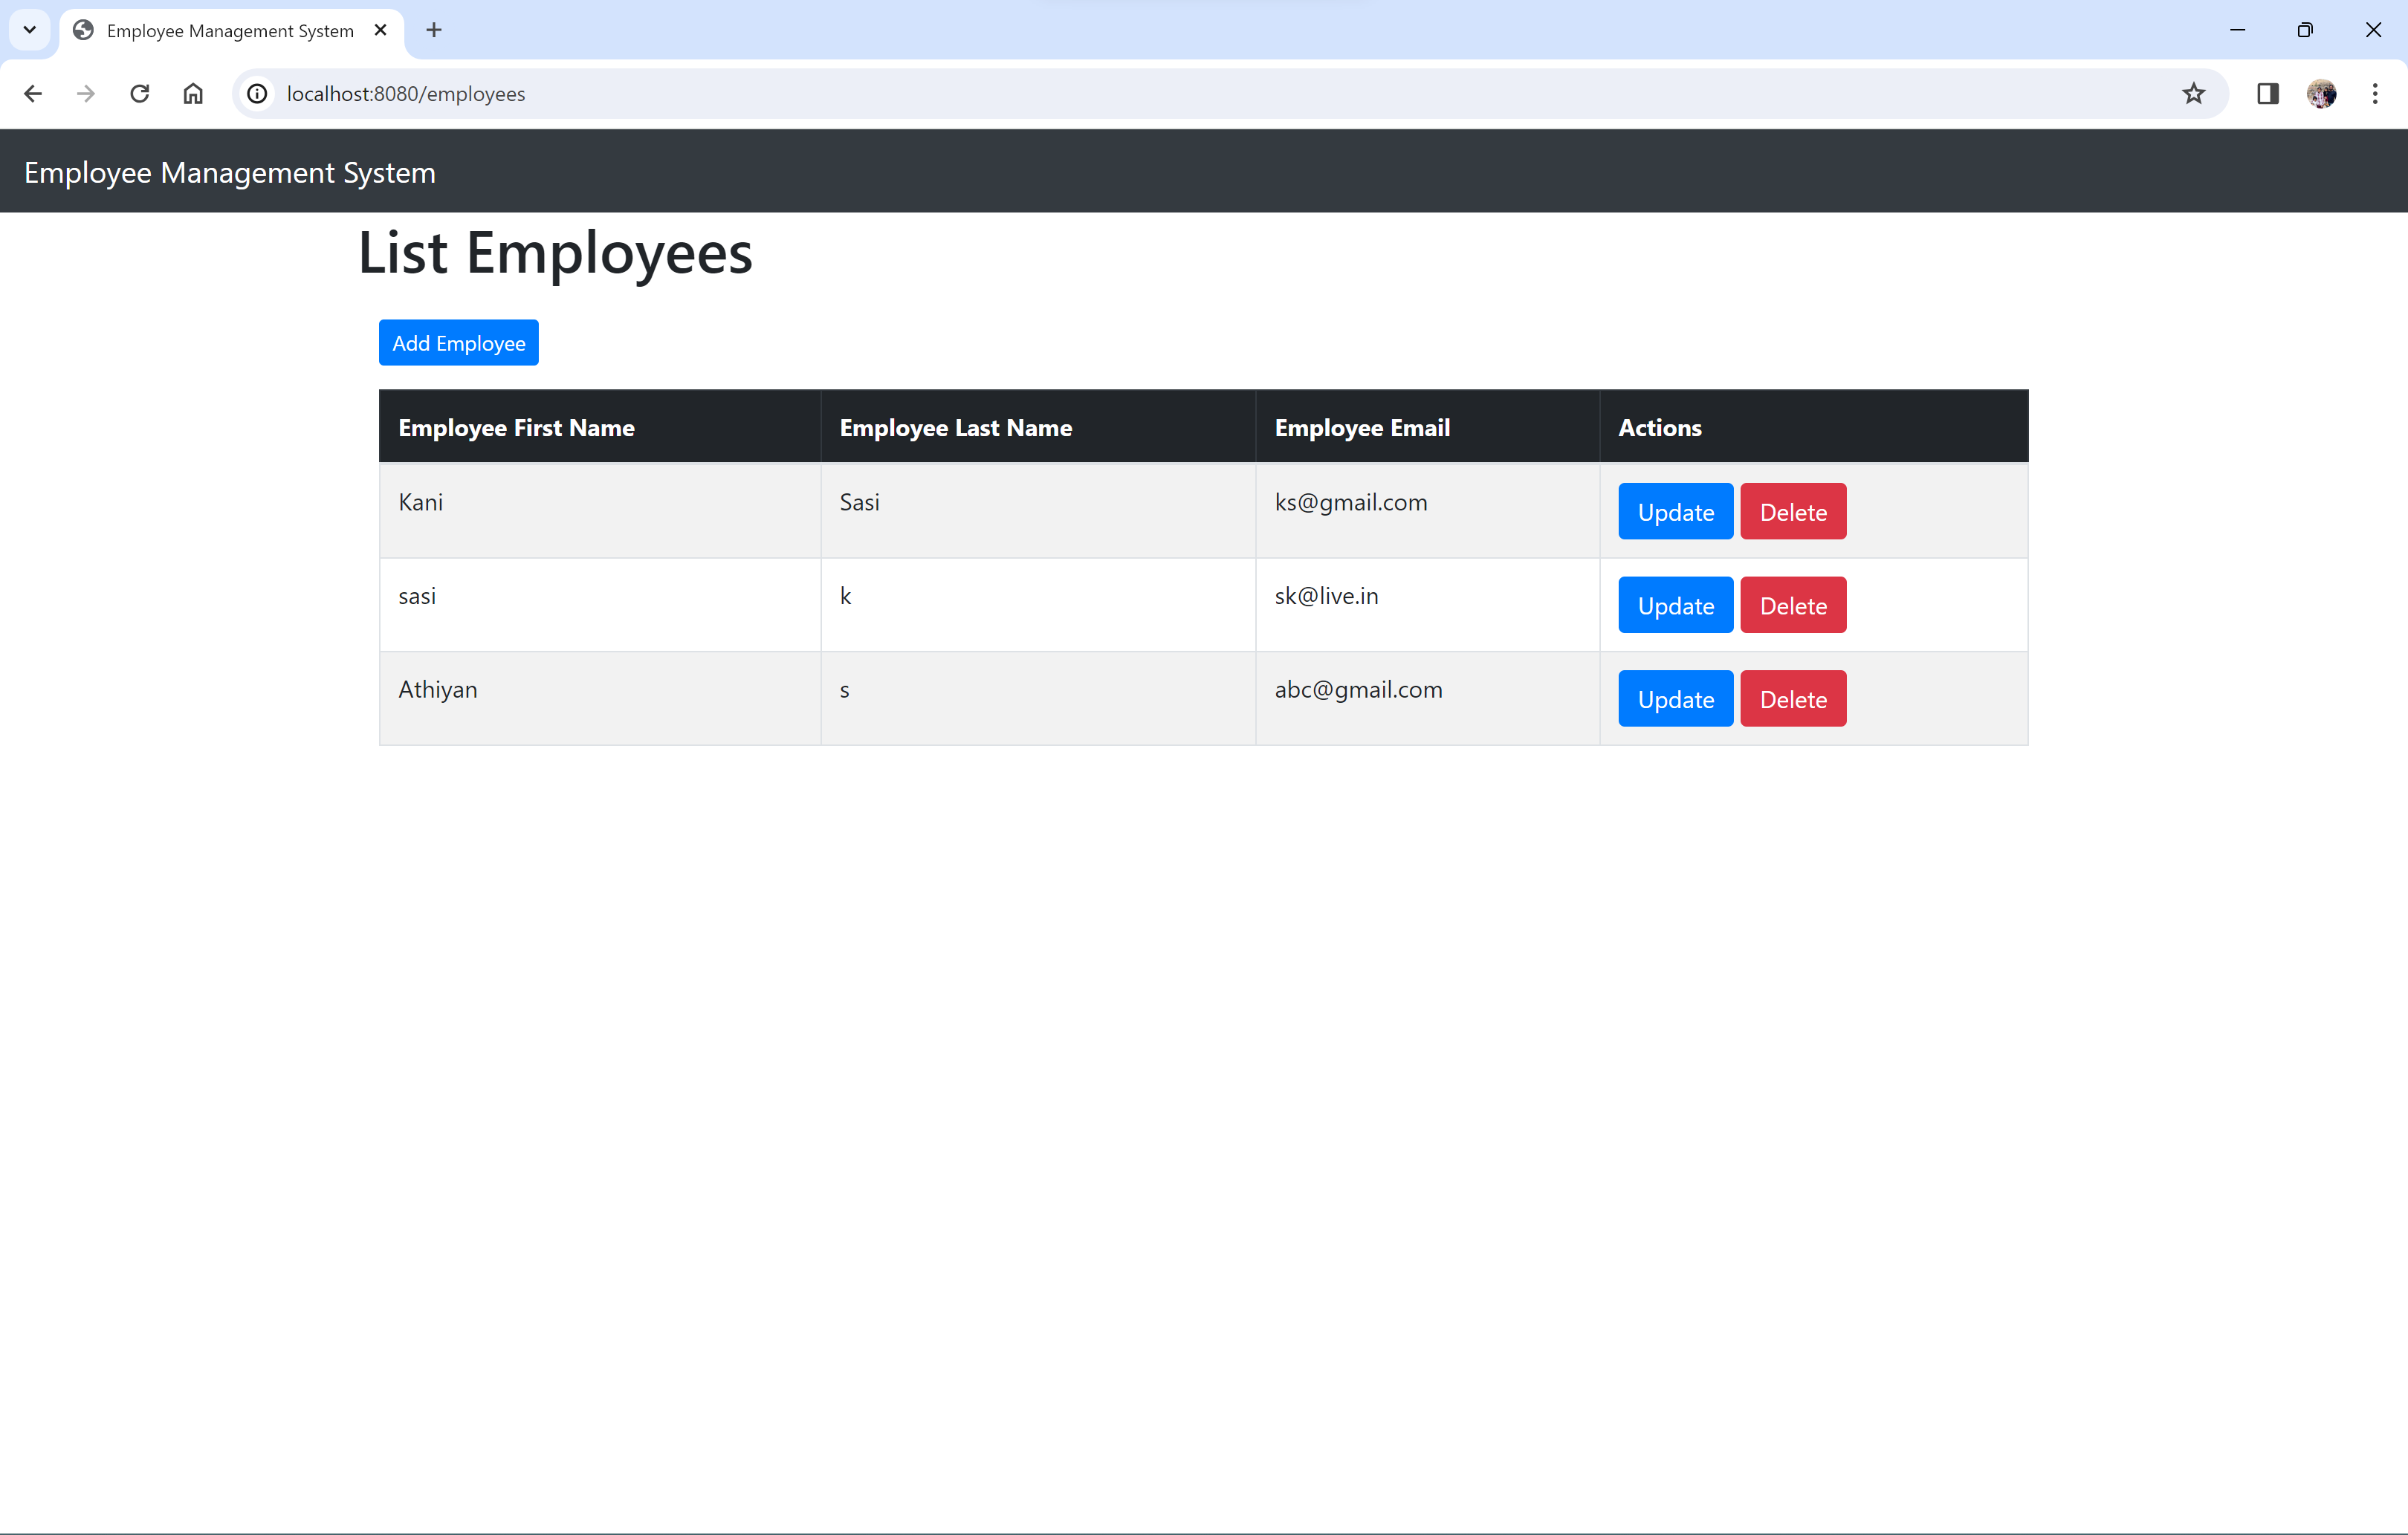 Employee Management System
localhost:8080/employees
Employee Management System
List Employees
Add Employee
Employee First Name Employee Last Name Employee Email Actions
Kani Sasi ks@gmail.com Update Delete
sasi k sk@live.in Update Delete
Athiyan s abc@gmail.com Update Delete